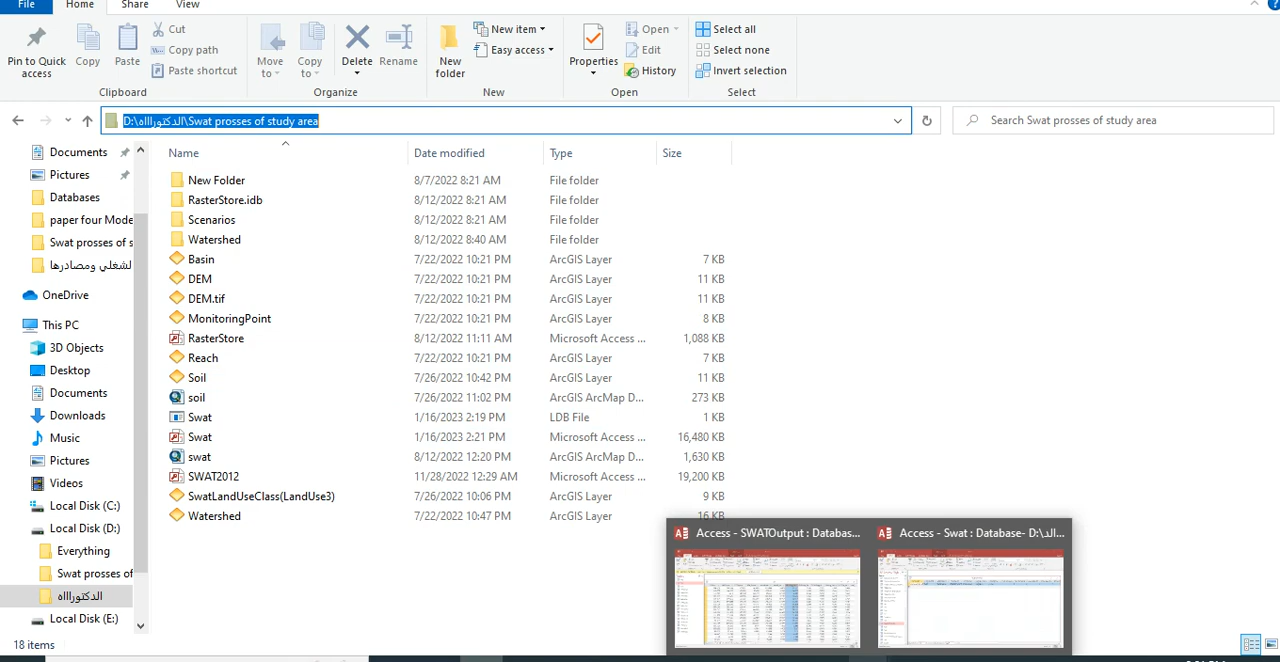 File Home Share View
Pin to Quick access
Copy
Paste
Cut
Copy path
Paste shortcut
Clipboard
Move to
Copy to
Delete
Rename
Organize
New folder
New item
Easy access
New
Properties
Open
Edit
History
Open
Select all
Select none
Invert selection
Select
D:\الدكتوراااه\Swat prosses of study area
Search Swat prosses of study area
Documents
Pictures
Databases
paper four Mode
Swat prosses of s
لشغلي ومصادرها
OneDrive
This PC
3D Objects
Desktop
Documents
Downloads
Music
Pictures
Videos
Local Disk (C:)
Local Disk (D:)
Everything
Swat prosses of
الدكتوراااه
Local Disk (E:)
Name Date modified Type Size
New Folder 8/7/2022 8:21 AM File folder
RasterStore.idb 8/12/2022 8:21 AM File folder
Scenarios 8/12/2022 8:21 AM File folder
Watershed 8/12/2022 8:40 AM File folder
Basin 7/22/2022 10:21 PM ArcGIS Layer 7 KB
DEM 7/22/2022 10:21 PM ArcGIS Layer 11 KB
DEM.tif 7/22/2022 10:21 PM ArcGIS Layer 11 KB
MonitoringPoint 7/22/2022 10:21 PM ArcGIS Layer 8 KB
RasterStore 8/12/2022 11:11 AM Microsoft Access ... 1,088 KB
Reach 7/22/2022 10:21 PM ArcGIS Layer 7 KB
Soil 7/26/2022 10:42 PM ArcGIS Layer 11 KB
soil 7/26/2022 11:02 PM ArcGIS ArcMap D... 273 KB
Swat 1/16/2023 2:19 PM LDB File 1 KB
Swat 1/16/2023 2:21 PM Microsoft Access ... 16,480 KB
swat 8/12/2022 12:20 PM ArcGIS ArcMap D... 1,630 KB
SWAT2012 11/28/2022 12:29 AM Microsoft Access ... 19,200 KB
SwatLandUseClass(LandUse3) 7/26/2022 10:06 PM ArcGIS Layer 9 KB
Watershed 7/22/2022 10:47 PM ArcGIS Layer 16 KB
Access - SWATOutput : Databas...
Access - Swat : Database- D:\الد...
18 items